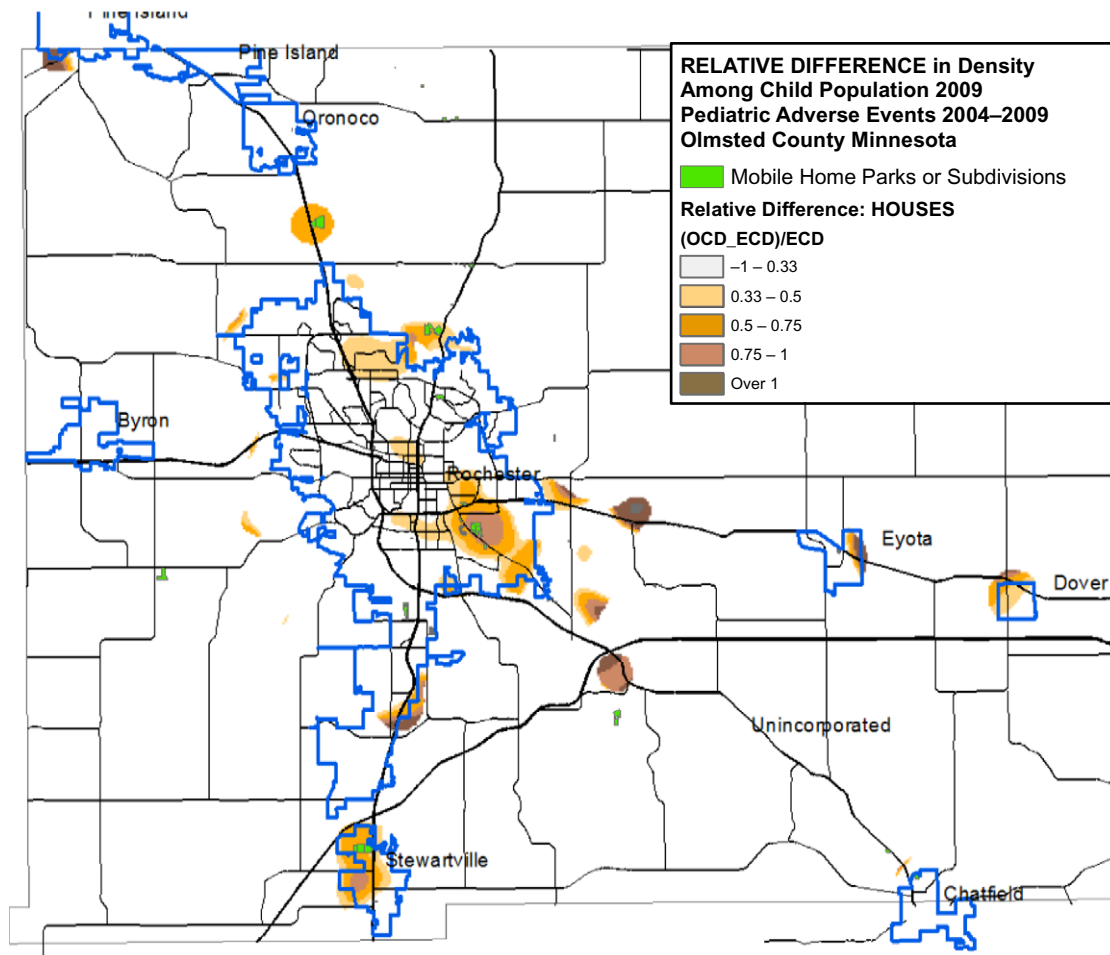 Pine Island
Pine Island
Oronoco
RELATIVE DIFFERENCE in Density
Among Child Population 2009
Pediatric Adverse Events 2004–2009
Olmsted County Minnesota
Mobile Home Parks or Subdivisions
Relative Difference: HOUSES
(OCD_ECD)/ECD
–1 – 0.33
0.33 – 0.5
0.5 – 0.75
0.75 – 1
Over 1
Byron
Rochester
Eyota
Dover
Unincorporated
Stewartville
Chatfield